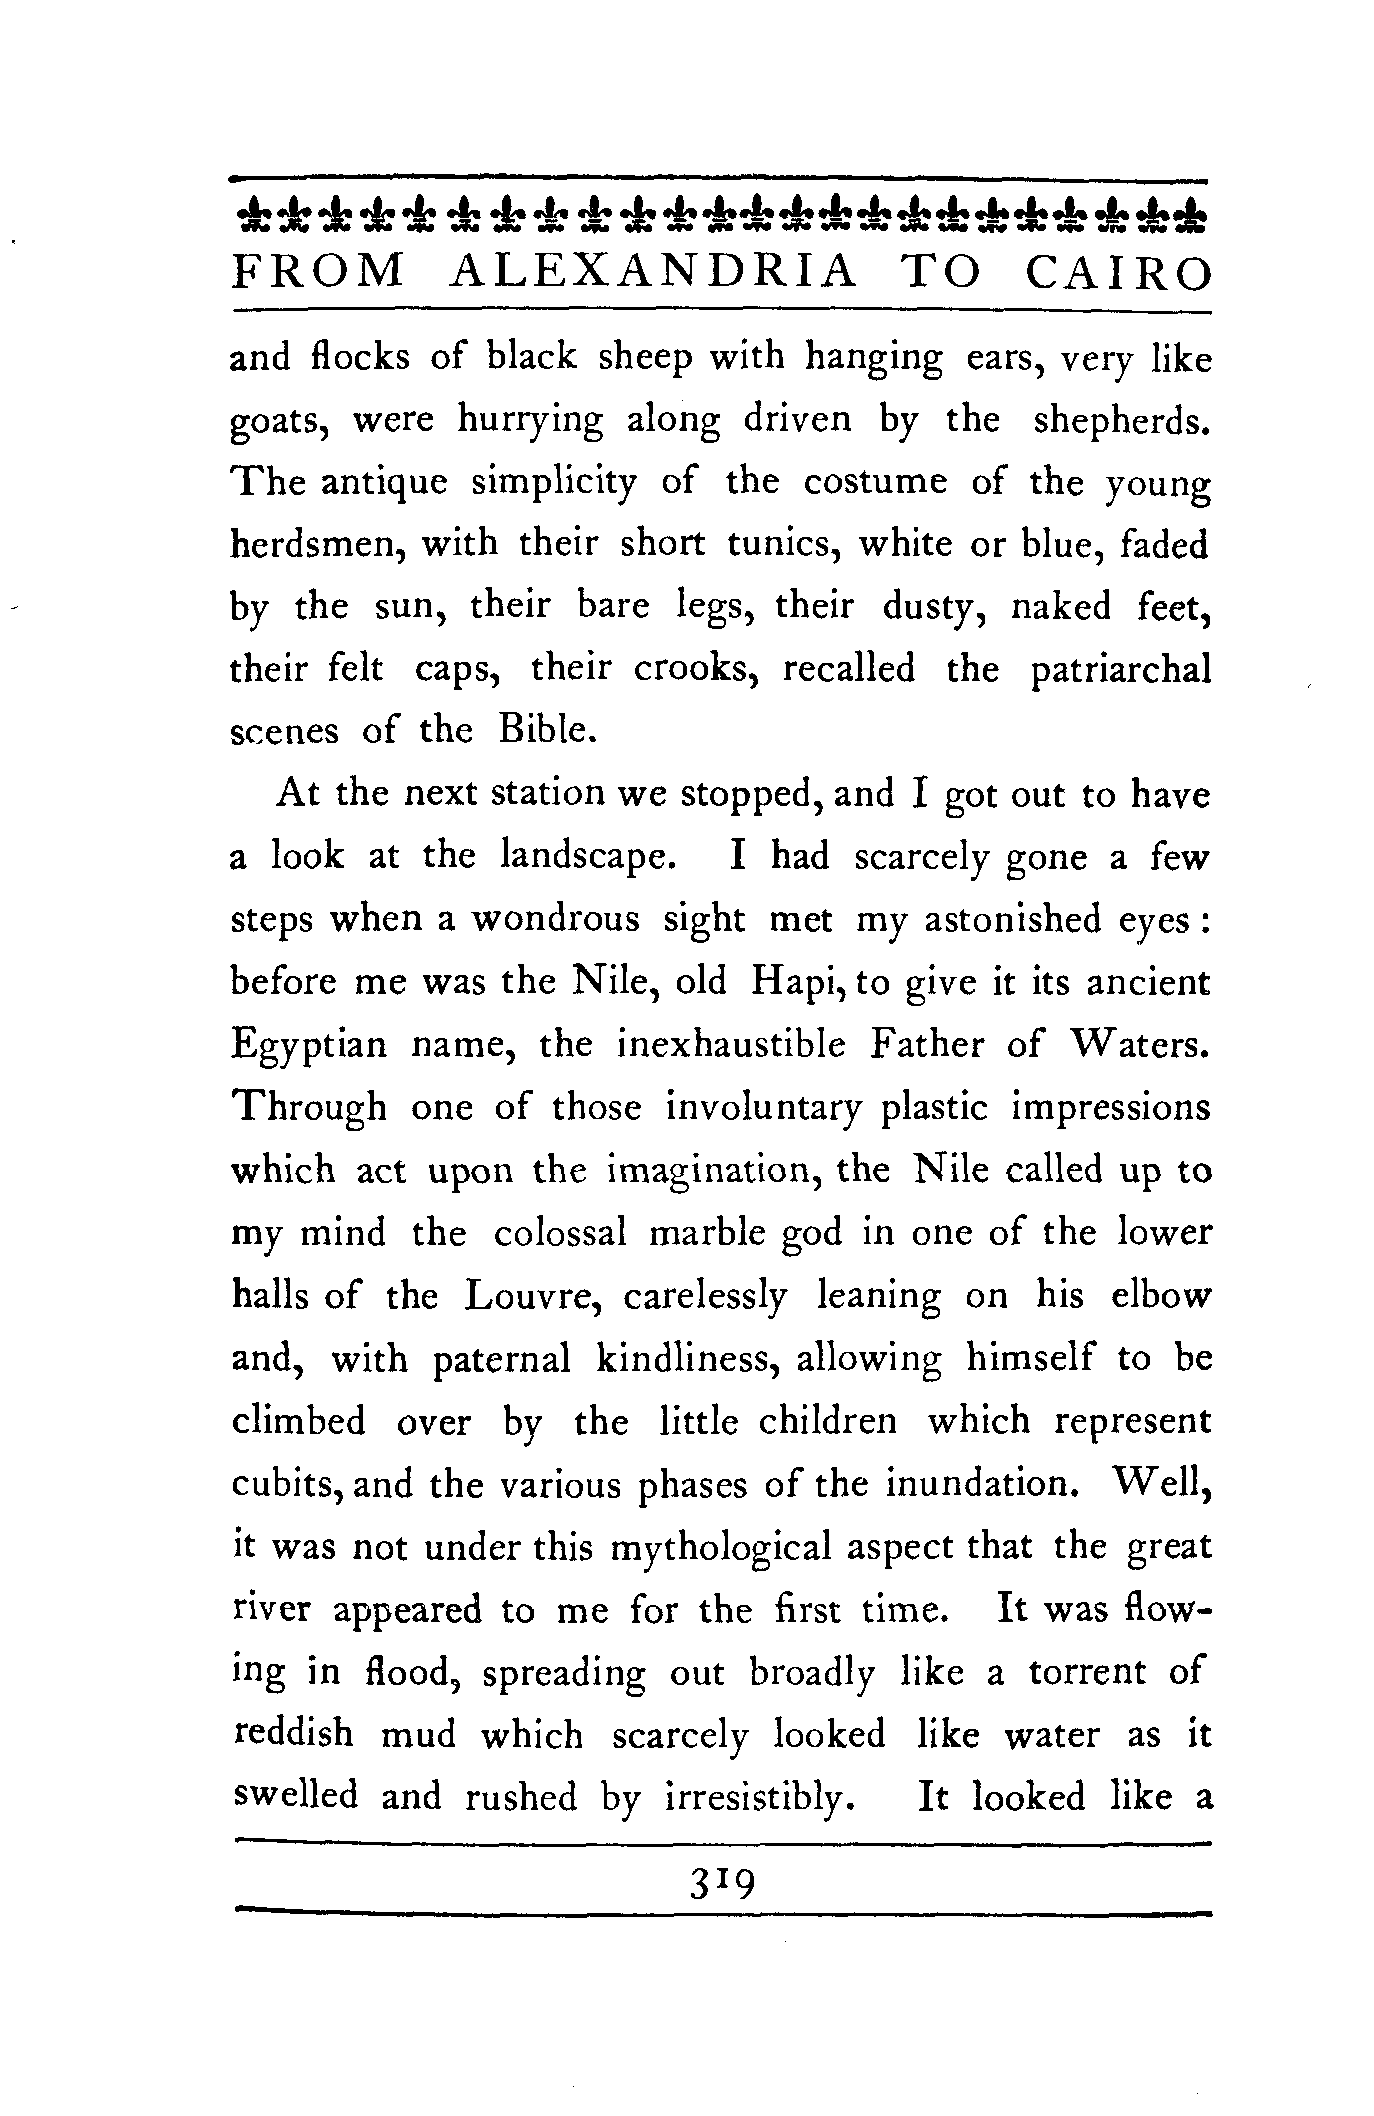 FROM ALEXANDRIA TO CAIRO
and flocks of black sheep with hanging ears, very like
goats, were hurrying along driven by the shepherds.
The antique simplicity of the costume of the young
herdsmen, with their short tunics, white or blue, faded
by the sun, their bare legs, their dusty, naked feet,
their felt caps, their crooks, recalled the patriarchal
scenes of the Bible.
At the next station we stopped, and I got out to have
a look at the landscape. I had scarcely gone a few
steps when a wondrous sight met my astonished eyes :
before me was the Nile, old Hapi, to give it its ancient
Egyptian name, the inexhaustible Father of Waters.
Through one of those involuntary plastic impressions
which act upon the imagination, the Nile called up to
my mind the colossal marble god in one of the lower
halls of the Louvre, carelessly leaning on his elbow
and, with paternal kindliness, allowing himself to be
climbed over by the little children which represent
cubits, and the various phases of the inundation. Well,
it was not under this mythological aspect that the great
river appeared to me for the first time. It was flow-
ing in flood, spreading out broadly like a torrent of
reddish mud which scarcely looked like water as it
swelled and rushed by irresistibly. It looked like a
319